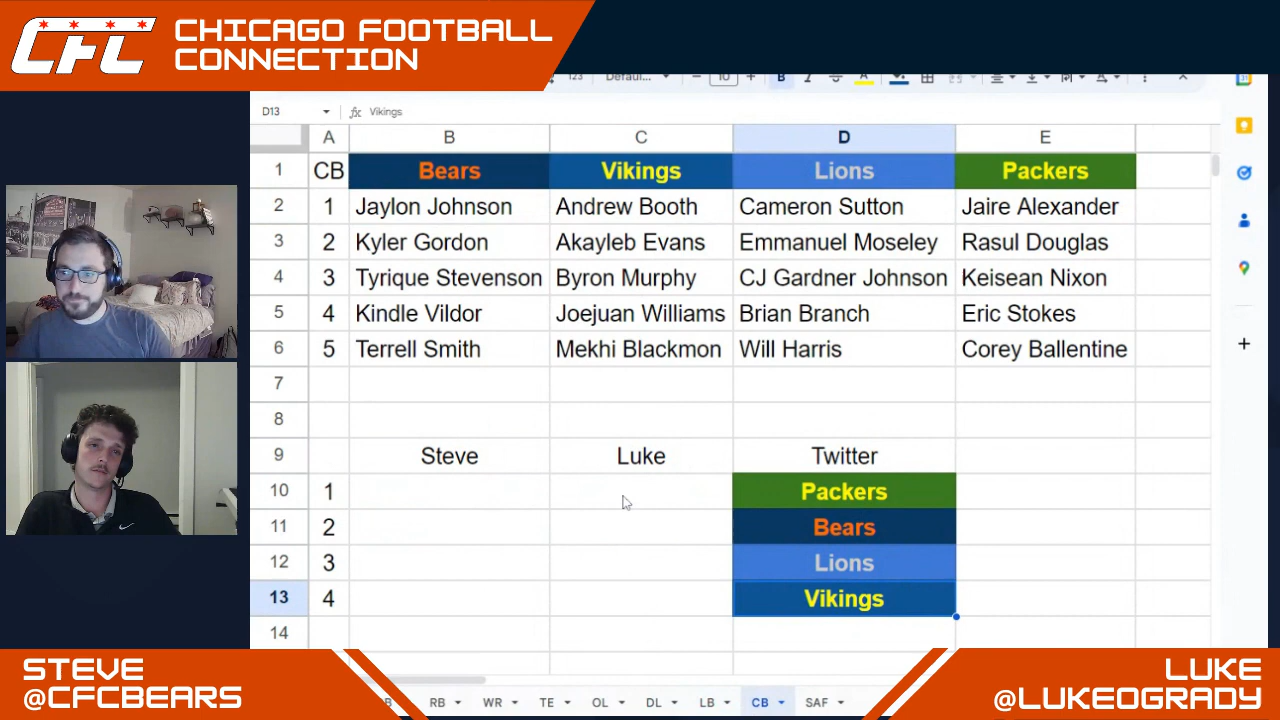 CFC
CHICAGO FOOTBALL
CONNECTION
123 Defaul... 10 B
D13 fx Vikings
A B C D E
1 CB Bears Vikings Lions Packers
2 1 Jaylon Johnson Andrew Booth Cameron Sutton Jaire Alexander
3 2 Kyler Gordon Akayleb Evans Emmanuel Moseley Rasul Douglas
4 3 Tyrique Stevenson Byron Murphy CJ Gardner Johnson Keisean Nixon
5 4 Kindle Vildor Joejuan Williams Brian Branch Eric Stokes
6 5 Terrell Smith Mekhi Blackmon Will Harris Corey Ballentine
7
8
9 Steve Luke Twitter
10 1 Packers
11 2 Bears
12 3 Lions
13 4 Vikings
14
RB WR TE OL DL LB CB SAF
STEVE
@CFCBEARS
LUKE
@LUKEOGRADY